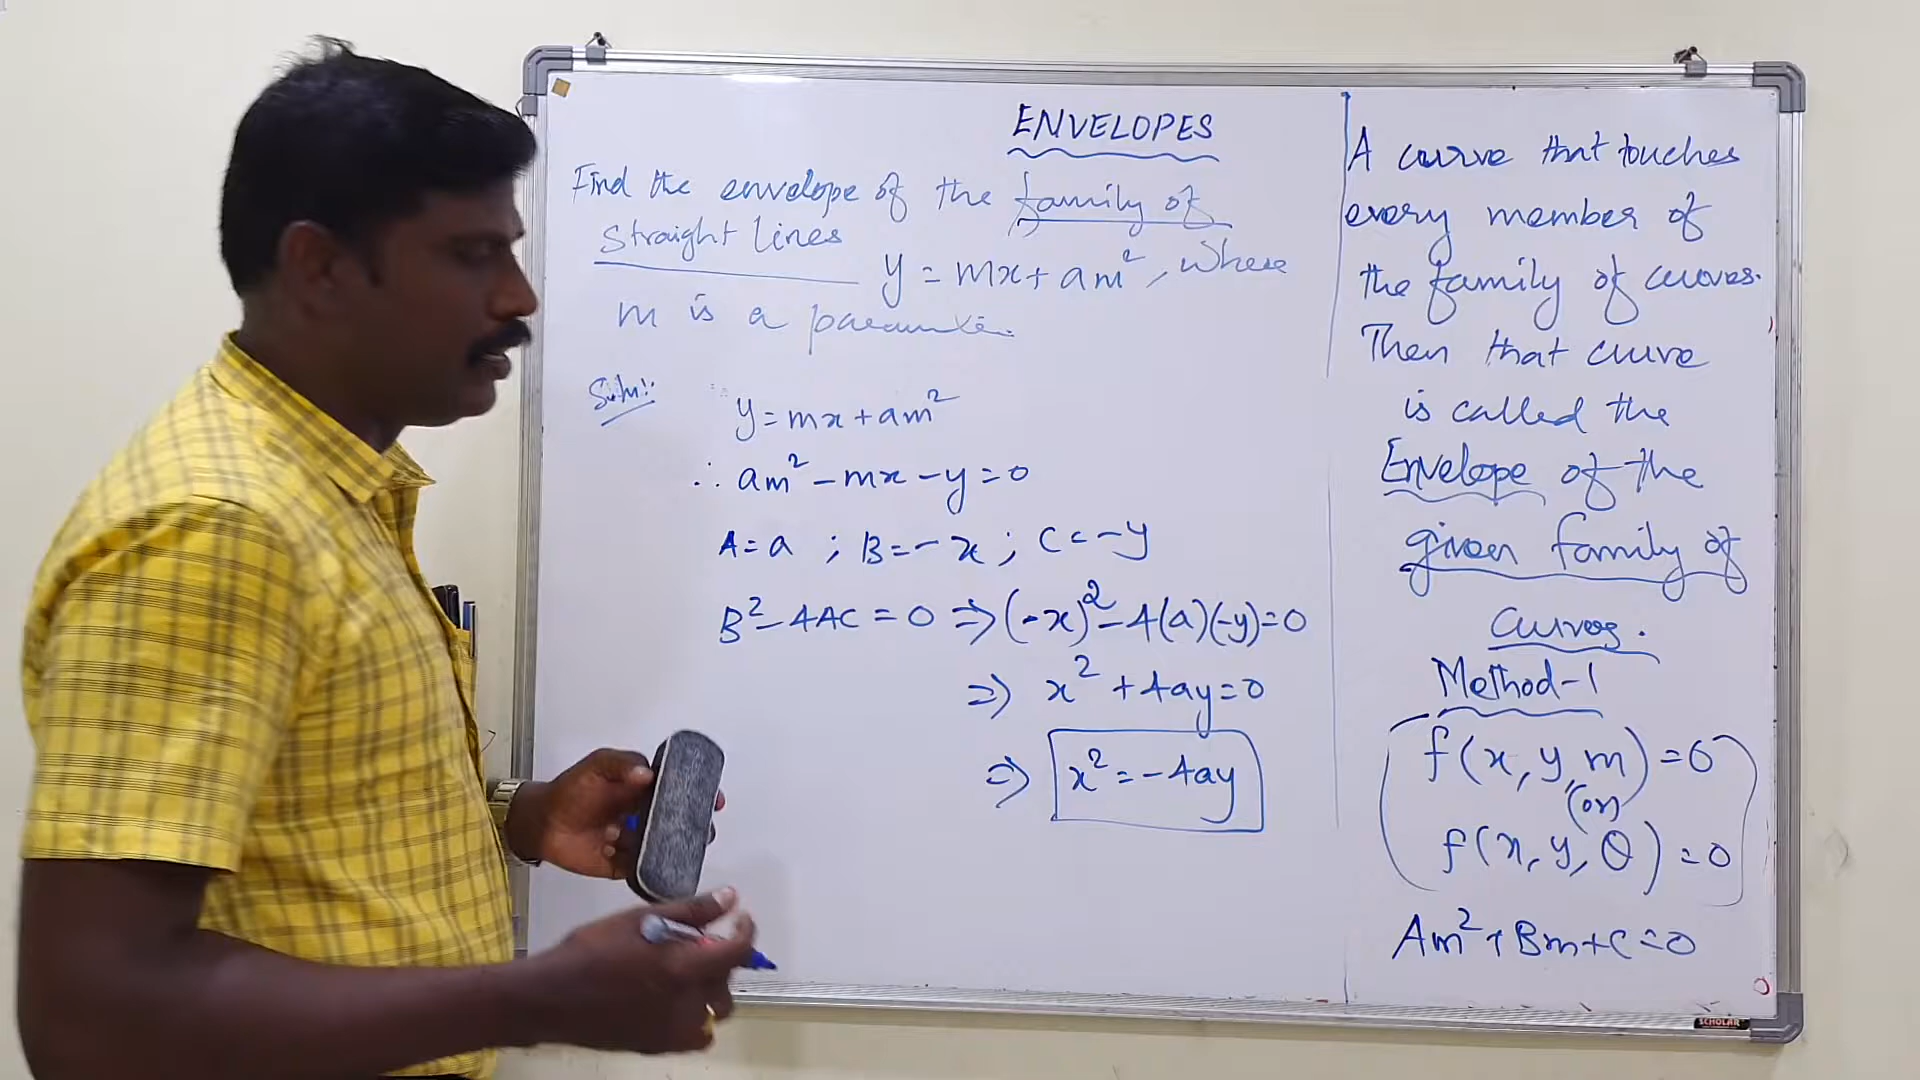 ENVELOPES
Find the envelope of the family of
straight lines
y = mx + am², where
m is a parameter.
Soln:
y = mx + am²
∴ am² - mx - y = 0
A = a ; B = - x ; C = - y
B² - 4AC = 0 ⇒ (-x)² - 4(a)(-y) = 0
⇒ x² + 4ay = 0
⇒ x² = -4ay
A curve that touches
every member of
the family of curves.
Then that curve
is called the
Envelope of the
given family of
curves.
Method-1
f(x, y, m) = 0
(or)
f(x, y, θ) = 0
Am² + Bm + C = 0
SCHOLAR